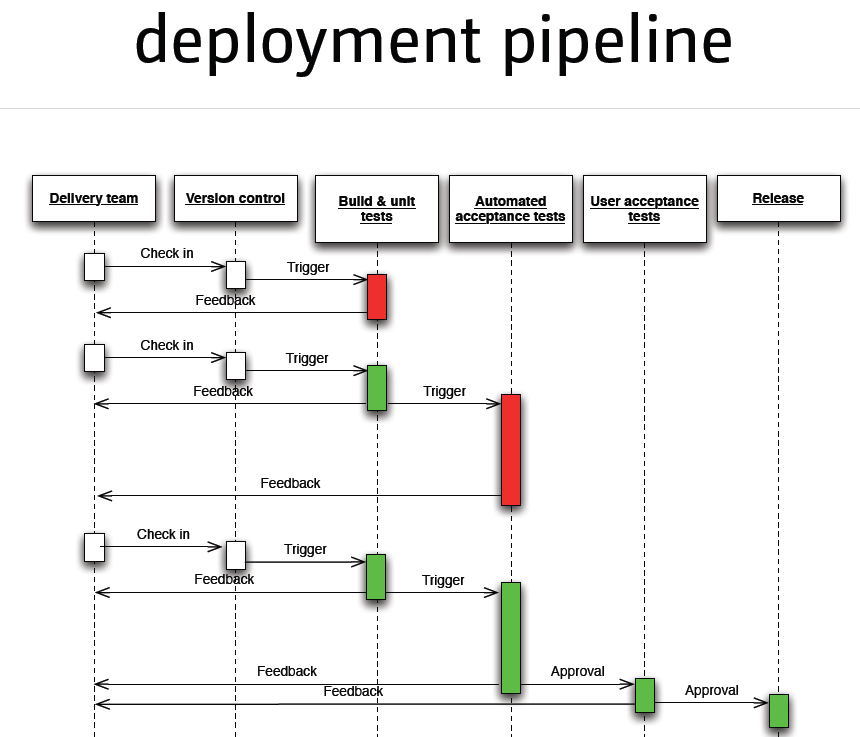 deployment pipeline
Delivery team
Version control
Build & unit
tests
Automated
acceptance tests
User acceptance
tests
Release
Check in
Trigger
Feedback
Check in
Trigger
Feedback
Trigger
Feedback
Check in
Trigger
Feedback
Trigger
Feedback
Approval
Feedback
Approval